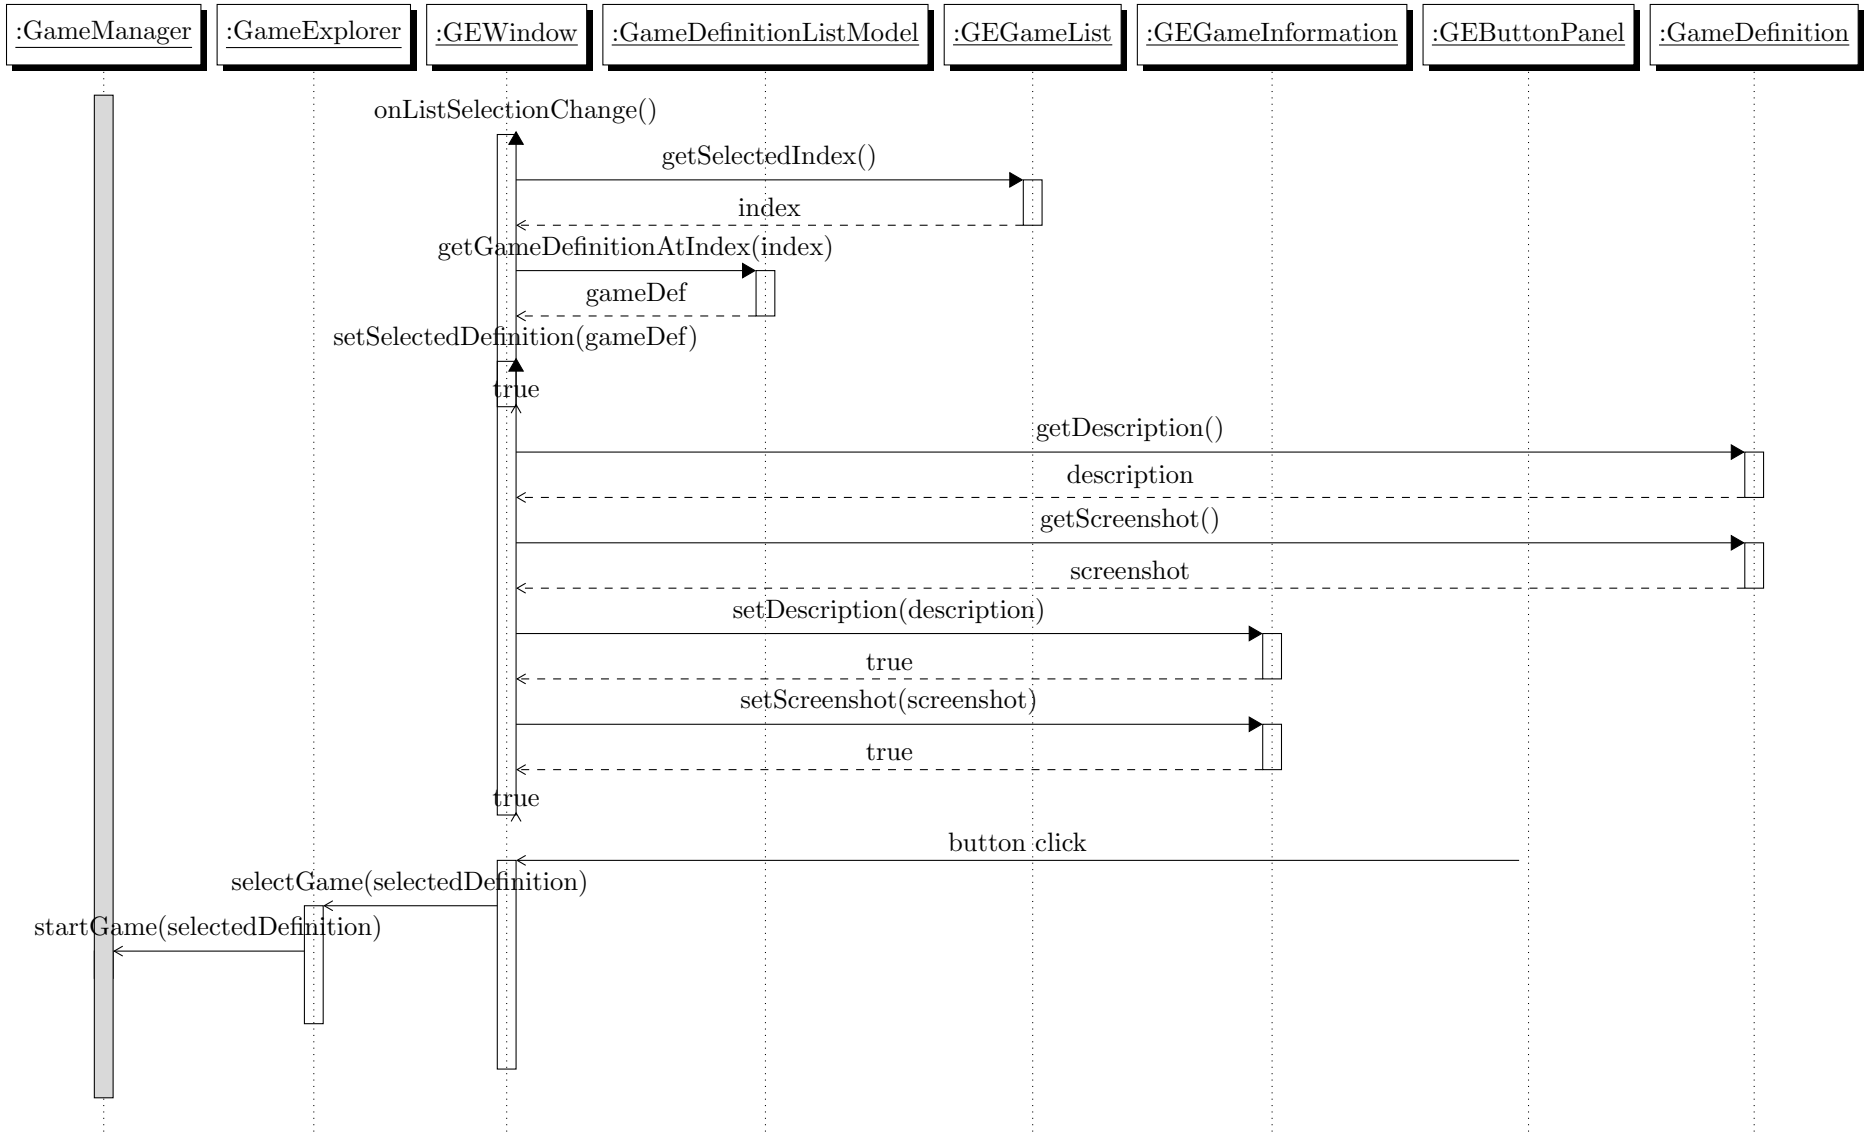 :GameManager
:GameExplorer
:GEWindow
:GameDefinitionListModel
:GEGameList
:GEGameInformation
:GEButtonPanel
:GameDefinition
onListSelectionChange()
getSelectedIndex()
index
getGameDefinitionAtIndex(index)
gameDef
setSelectedDefinition(gameDef)
true
getDescription()
description
getScreenshot()
screenshot
setDescription(description)
true
setScreenshot(screenshot)
true
true
button click
selectGame(selectedDefinition)
startGame(selectedDefinition)